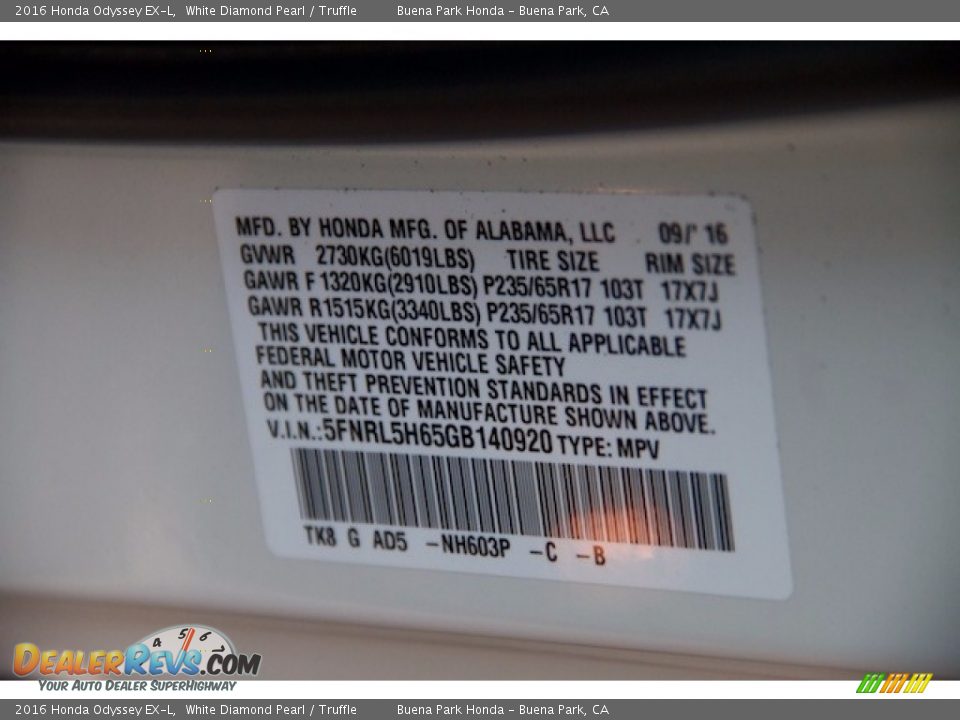 2016 Honda Odyssey EX-L, White Diamond Pearl / Truffle Buena Park Honda - Buena Park, CA
MFD. BY HONDA MFG. OF ALABAMA, LLC 09/ 16
GVWR 2730KG(6019LBS) TIRE SIZE RIM SIZE
GAWR F 1320KG(2910LBS) P235/65R17 103T 17X7J
GAWR R1515KG(3340LBS) P235/65R17 103T 17X7J
THIS VEHICLE CONFORMS TO ALL APPLICABLE
FEDERAL MOTOR VEHICLE SAFETY
AND THEFT PREVENTION STANDARDS IN EFFECT
ON THE DATE OF MANUFACTURE SHOWN ABOVE.
V.I.N.:5FNRL5H65GB140920 TYPE: MPV
TK8 G AD5 -NH603P -C -B
4 5 6 7
DEALERREVS.COM
YOUR AUTO DEALER SUPERHIGHWAY
2016 Honda Odyssey EX-L, White Diamond Pearl / Truffle Buena Park Honda - Buena Park, CA